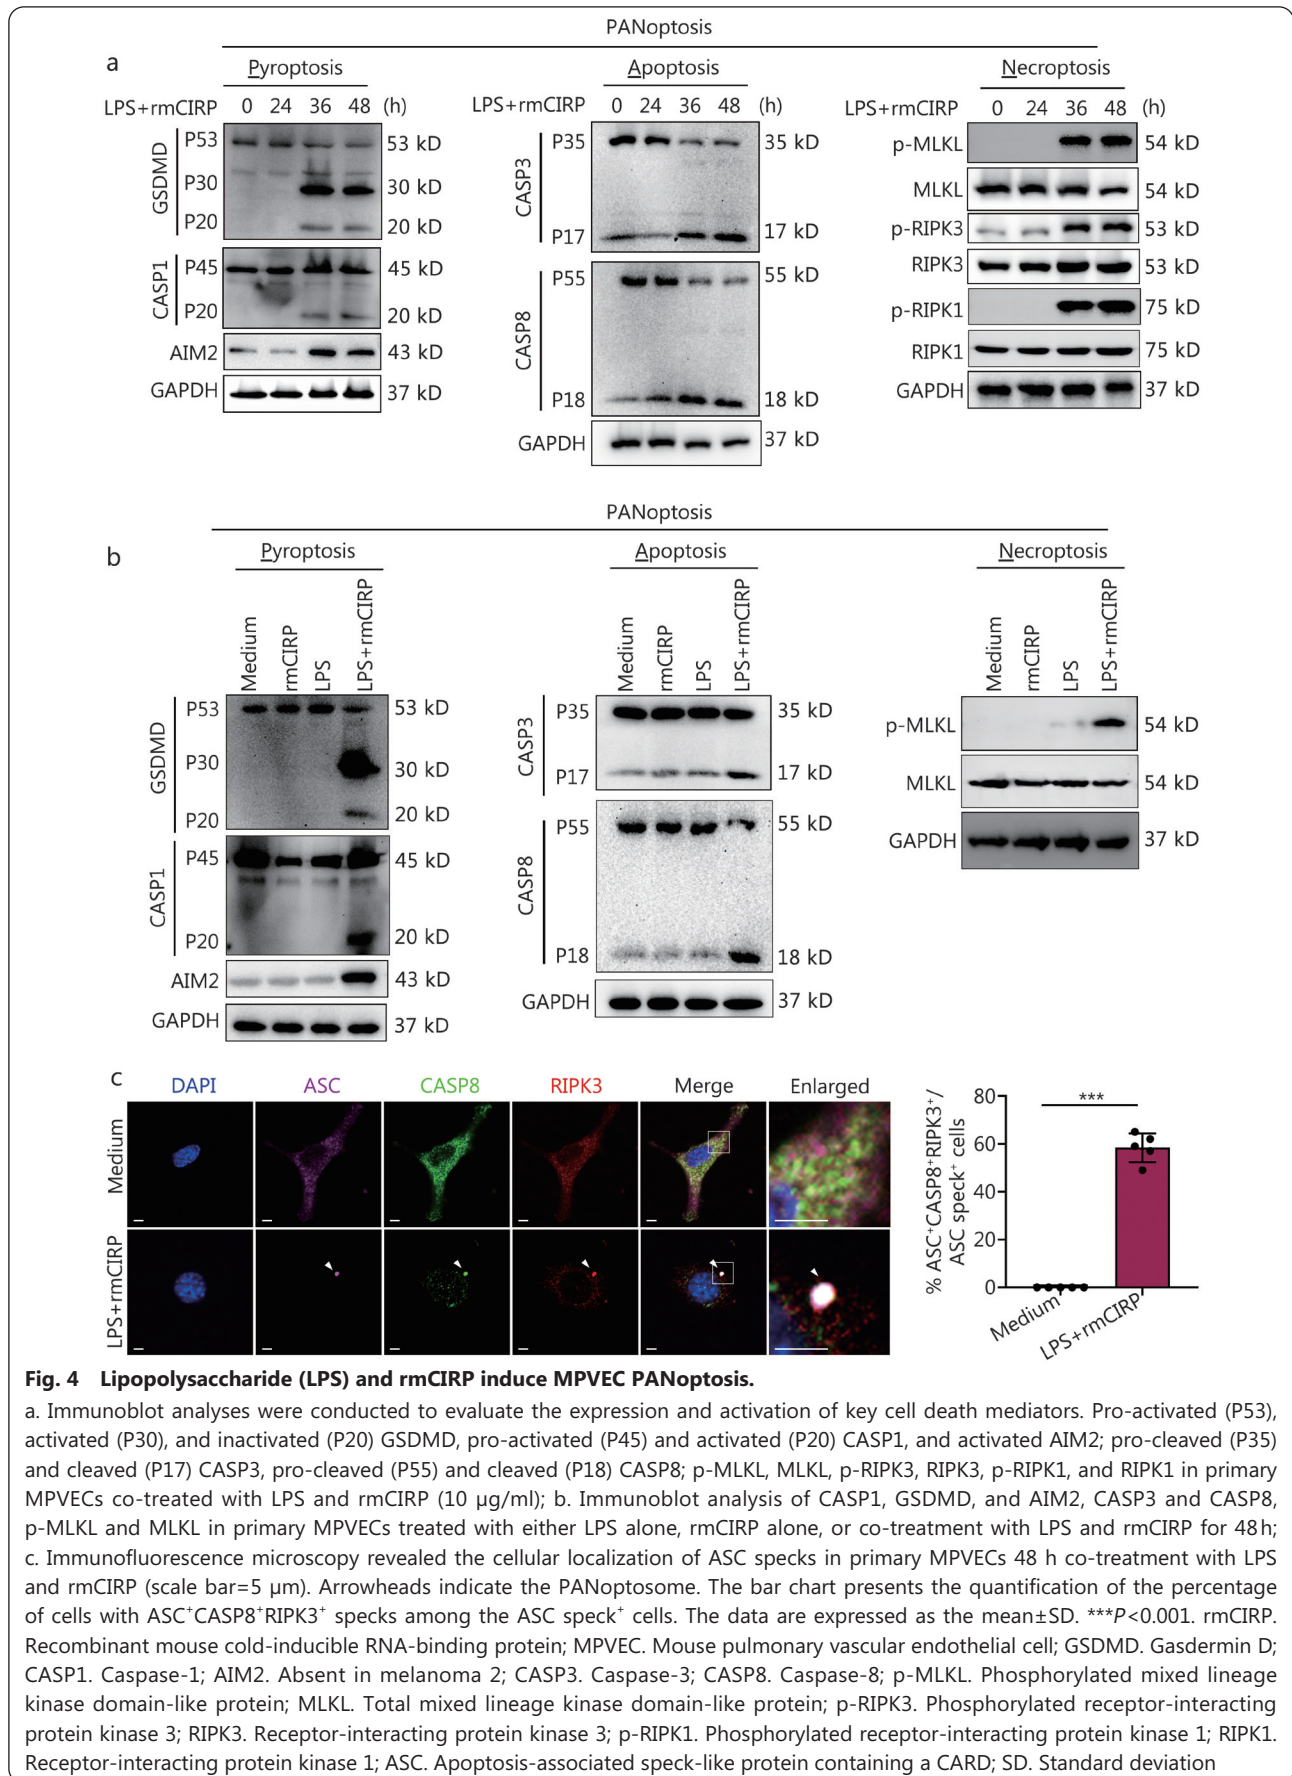 PANoptosis
a
Pyroptosis
Apoptosis
Necroptosis
LPS+rmCIRP 0 24 36 48 (h)
LPS+rmCIRP 0 24 36 48 (h)
LPS+rmCIRP 0 24 36 48 (h)
GSDMD
P53 53 kD
P30 30 kD
P20 20 kD
CASP1
P45 45 kD
P20 20 kD
AIM2 43 kD
GAPDH 37 kD
CASP3
P35 35 kD
P17 17 kD
CASP8
P55 55 kD
P18 18 kD
GAPDH 37 kD
p-MLKL 54 kD
MLKL 54 kD
p-RIPK3 53 kD
RIPK3 53 kD
p-RIPK1 75 kD
RIPK1 75 kD
GAPDH 37 kD
PANoptosis
b
Pyroptosis
Apoptosis
Necroptosis
Medium rmCIRP LPS LPS+rmCIRP
Medium rmCIRP LPS LPS+rmCIRP
Medium rmCIRP LPS LPS+rmCIRP
GSDMD
P53 53 kD
P30 30 kD
P20 20 kD
CASP1
P45 45 kD
P20 20 kD
AIM2 43 kD
GAPDH 37 kD
CASP3
P35 35 kD
P17 17 kD
CASP8
P55 55 kD
P18 18 kD
GAPDH 37 kD
p-MLKL 54 kD
MLKL 54 kD
GAPDH 37 kD
c
DAPI ASC CASP8 RIPK3 Merge Enlarged
Medium
LPS+rmCIRP
% ASC⁺CASP8⁺RIPK3⁺/
ASC speck⁺ cells
80
60
40
20
0
***
Medium
LPS+rmCIRP
Fig. 4 Lipopolysaccharide (LPS) and rmCIRP induce MPVEC PANoptosis.
a. Immunoblot analyses were conducted to evaluate the expression and activation of key cell death mediators. Pro-activated (P53),
activated (P30), and inactivated (P20) GSDMD, pro-activated (P45) and activated (P20) CASP1, and activated AIM2; pro-cleaved (P35)
and cleaved (P17) CASP3, pro-cleaved (P55) and cleaved (P18) CASP8; p-MLKL, MLKL, p-RIPK3, RIPK3, p-RIPK1, and RIPK1 in primary
MPVECs co-treated with LPS and rmCIRP (10 μg/ml); b. Immunoblot analysis of CASP1, GSDMD, and AIM2, CASP3 and CASP8,
p-MLKL and MLKL in primary MPVECs treated with either LPS alone, rmCIRP alone, or co-treatment with LPS and rmCIRP for 48 h;
c. Immunofluorescence microscopy revealed the cellular localization of ASC specks in primary MPVECs 48 h co-treatment with LPS
and rmCIRP (scale bar=5 μm). Arrowheads indicate the PANoptosome. The bar chart presents the quantification of the percentage
of cells with ASC⁺CASP8⁺RIPK3⁺ specks among the ASC speck⁺ cells. The data are expressed as the mean±SD. ***P<0.001. rmCIRP.
Recombinant mouse cold-inducible RNA-binding protein; MPVEC. Mouse pulmonary vascular endothelial cell; GSDMD. Gasdermin D;
CASP1. Caspase-1; AIM2. Absent in melanoma 2; CASP3. Caspase-3; CASP8. Caspase-8; p-MLKL. Phosphorylated mixed lineage
kinase domain-like protein; MLKL. Total mixed lineage kinase domain-like protein; p-RIPK3. Phosphorylated receptor-interacting
protein kinase 3; RIPK3. Receptor-interacting protein kinase 3; p-RIPK1. Phosphorylated receptor-interacting protein kinase 1; RIPK1.
Receptor-interacting protein kinase 1; ASC. Apoptosis-associated speck-like protein containing a CARD; SD. Standard deviation